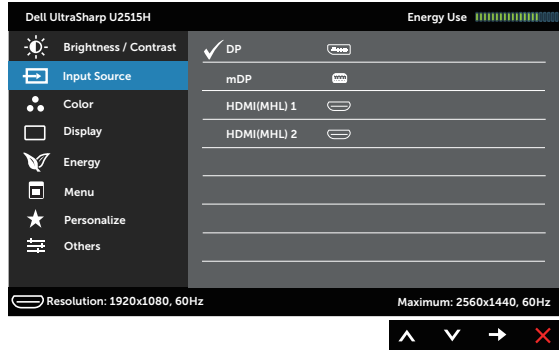 Dell UltraSharp U2515H
Energy Use
Brightness / Contrast
Input Source
Color
Display
Energy
Menu
Personalize
Others
DP
mDP
HDMI(MHL) 1
HDMI(MHL) 2
Resolution: 1920x1080, 60Hz
Maximum: 2560x1440, 60Hz